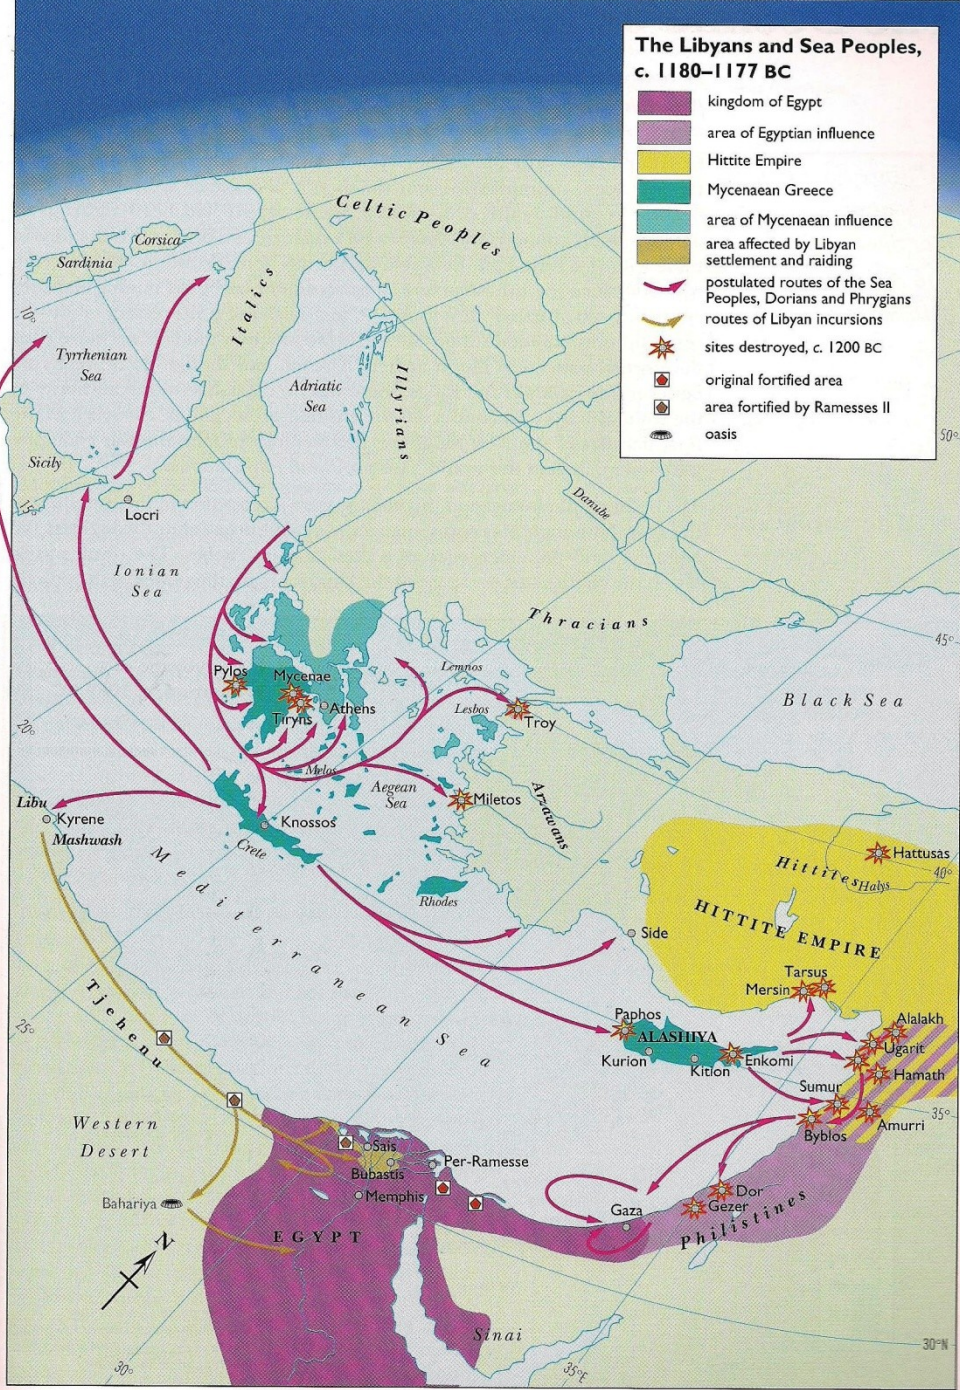 The Libyans and Sea Peoples,
c. 1180–1177 BC
kingdom of Egypt
area of Egyptian influence
Hittite Empire
Mycenaean Greece
area of Mycenaean influence
area affected by Libyan
settlement and raiding
postulated routes of the Sea
Peoples, Dorians and Phrygians
routes of Libyan incursions
sites destroyed, c. 1200 BC
original fortified area
area fortified by Ramesses II
oasis
Celtic Peoples
Corsica
Sardinia
Italics
10°
Tyrrhenian
Sea
Adriatic
Sea
Illyrians
50°
Sicily
15°
Locri
Danube
Ionian
Sea
Thracians
45°
Lemnos
Pylos
Mycenae
Black Sea
Lesbos
Athens
Tiryns
Troy
20°
Melos
Aegean
Sea
Arzawans
Libu
Kyrene
Mashwash
Miletos
Knossos
Crete
Hattusas
Hittites
Halys
40°
Rhodes
Mediterranean Sea
HITTITE EMPIRE
Side
Tarsus
Mersin
Tjehenu
25°
Paphos
ALASHIYA
Alalakh
Ugarit
Kurion
Kition
Enkomi
Hamath
Sumur
35°
Amurri
Byblos
Western
Desert
Sais
Bubastis
Per-Ramesse
Memphis
Bahariya
Dor
Gezer
Gaza
Philistines
EGYPT
N
Sinai
30°N
30°
35°E